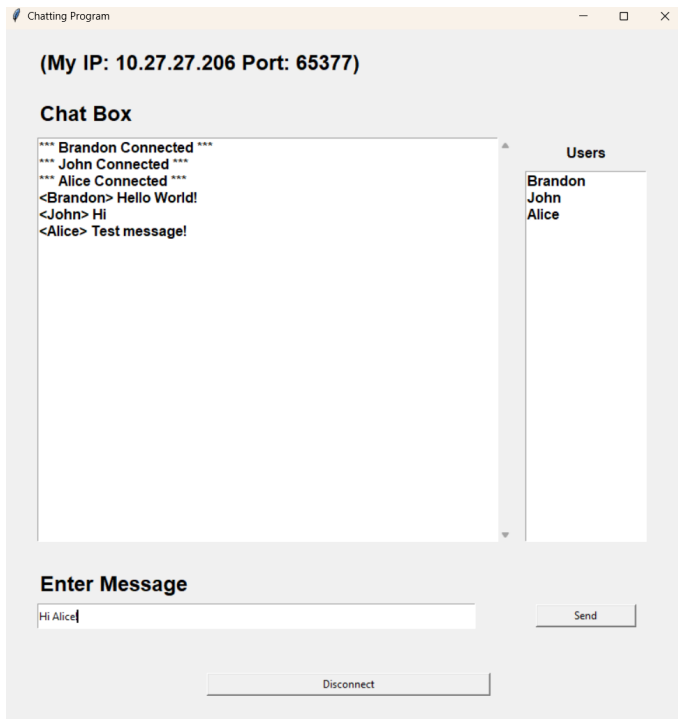 Chatting Program
(My IP: 10.27.27.206 Port: 65377)
Chat Box
*** Brandon Connected ***
*** John Connected ***
*** Alice Connected ***
<Brandon> Hello World!
<John> Hi
<Alice> Test message!
Users
Brandon
John
Alice
Enter Message
Hi Alice!
Send
Disconnect